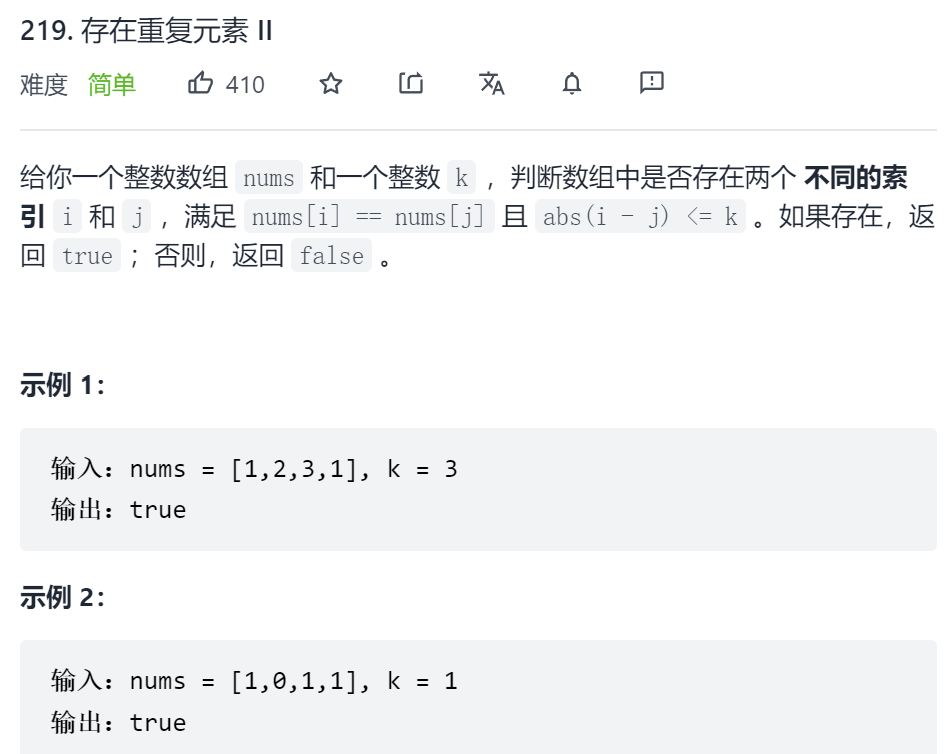 219. 存在重复元素 II
难度 简单 410
给你一个整数数组 nums 和一个整数 k ，判断数组中是否存在两个 不同的索
引 i 和 j ，满足 nums[i] == nums[j] 且 abs(i - j) <= k 。如果存在，返
回 true ；否则，返回 false 。
示例 1：
输入：nums = [1,2,3,1], k = 3
输出：true
示例 2：
输入：nums = [1,0,1,1], k = 1
输出：true